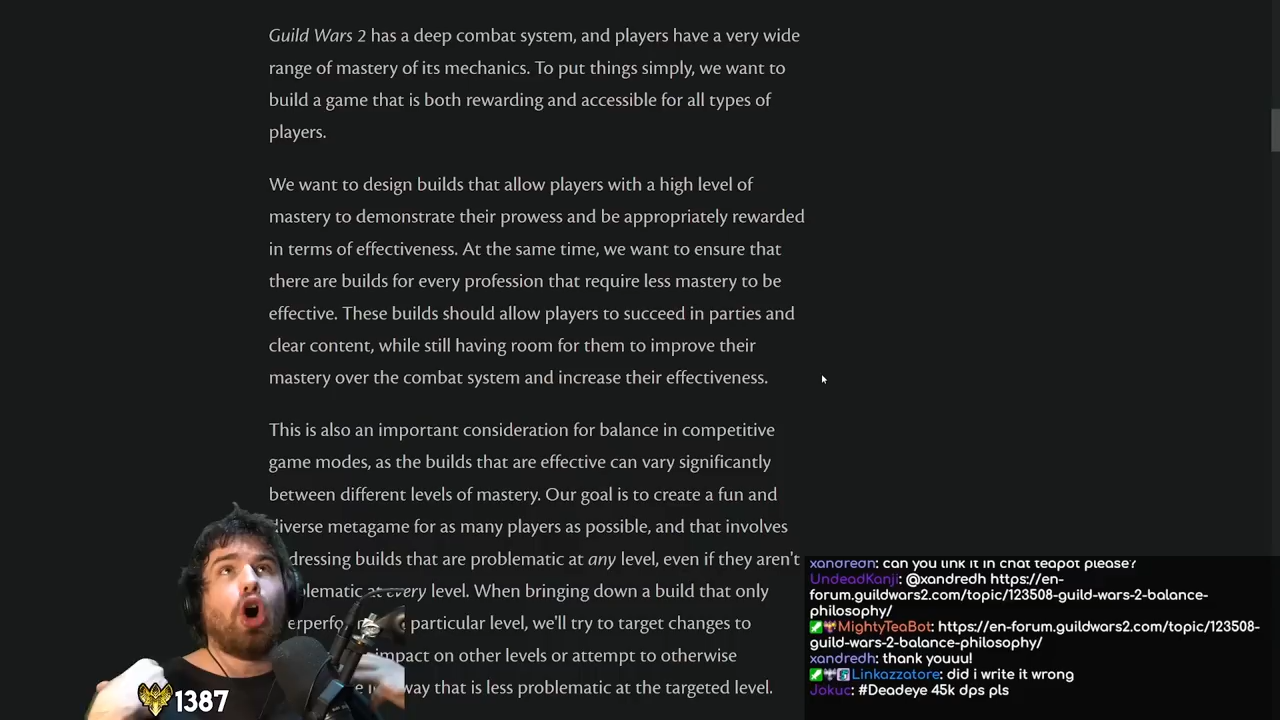 Guild Wars 2 has a deep combat system, and players have a very wide
range of mastery of its mechanics. To put things simply, we want to
build a game that is both rewarding and accessible for all types of
players.
We want to design builds that allow players with a high level of
mastery to demonstrate their prowess and be appropriately rewarded
in terms of effectiveness. At the same time, we want to ensure that
there are builds for every profession that require less mastery to be
effective. These builds should allow players to succeed in parties and
clear content, while still having room for them to improve their
mastery over the combat system and increase their effectiveness.
This is also an important consideration for balance in competitive
game modes, as the builds that are effective can vary significantly
between different levels of mastery. Our goal is to create a fun and
diverse metagame for as many players as possible, and that involves
dressing builds that are problematic at any level, even if they aren't
lematic at every level. When bringing down a build that only
erperfo particular level, we'll try to target changes to
impact on other levels or attempt to otherwise
way that is less problematic at the targeted level.
1387
xandredh: can you link it in chat teapot please?
UndeadKanji: @xandredh https://en-
forum.guildwars2.com/topic/123508-guild-wars-2-balance-
philosophy/
MightyTeaBot: https://en-forum.guildwars2.com/topic/123508-
guild-wars-2-balance-philosophy/
xandredh: thank youuu!
Linkazzatore: did i write it wrong
Jokuc: #Deadeye 45k dps pls